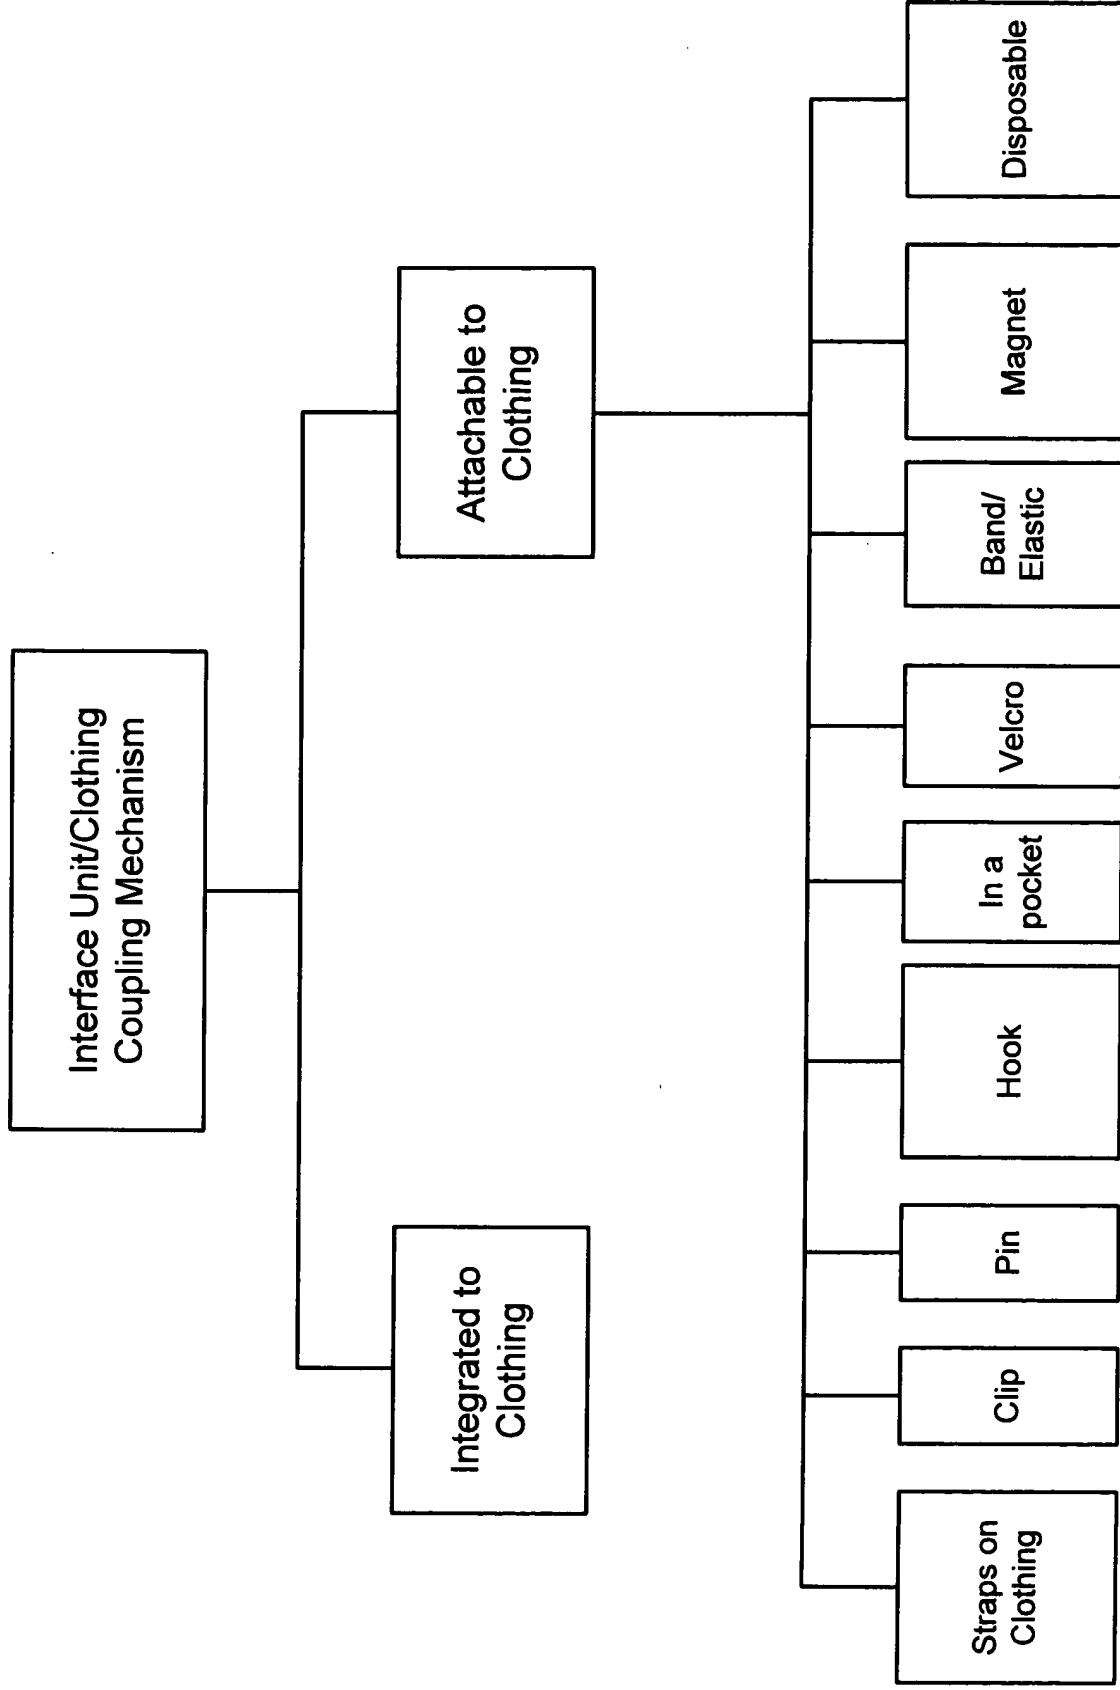 Interface Unit/Clothing
Coupling Mechanism
Integrated to
Clothing
Attachable to
Clothing
Straps on
Clothing
Clip
Pin
Hook
In a
pocket
Velcro
Band/
Elastic
Magnet
Disposable